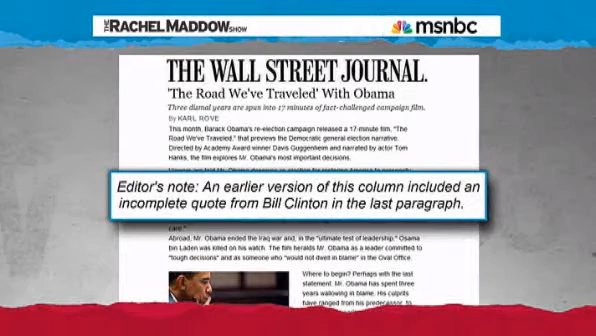 THE RACHEL MADDOW SHOW
msnbc
THE WALL STREET JOURNAL.
'The Road We've Traveled' With Obama
Three dismal years are spun into 17 minutes of fact-challenged campaign film.
By KARL ROVE
This month, Barack Obama's re-election campaign released a 17-minute film, "The
Road We've Traveled," that previews the Democratic general election narrative.
Directed by Academy Award winner Davis Guggenheim and narrated by actor Tom
Hanks, the film explores Mr. Obama's most important decisions.
Editor's note: An earlier version of this column included an
incomplete quote from Bill Clinton in the last paragraph.
care."
Abroad, Mr. Obama ended the Iraq war and, in the "ultimate test of leadership," Osama
bin Laden was killed on his watch. The film heralds Mr. Obama as a leader committed to
"tough decisions" and as someone who "would not dwell in blame" in the Oval Office.
Where to begin? Perhaps with the last
statement. Mr. Obama has spent three
years wallowing in blame. His culprits
have ranged from his predecessor, to